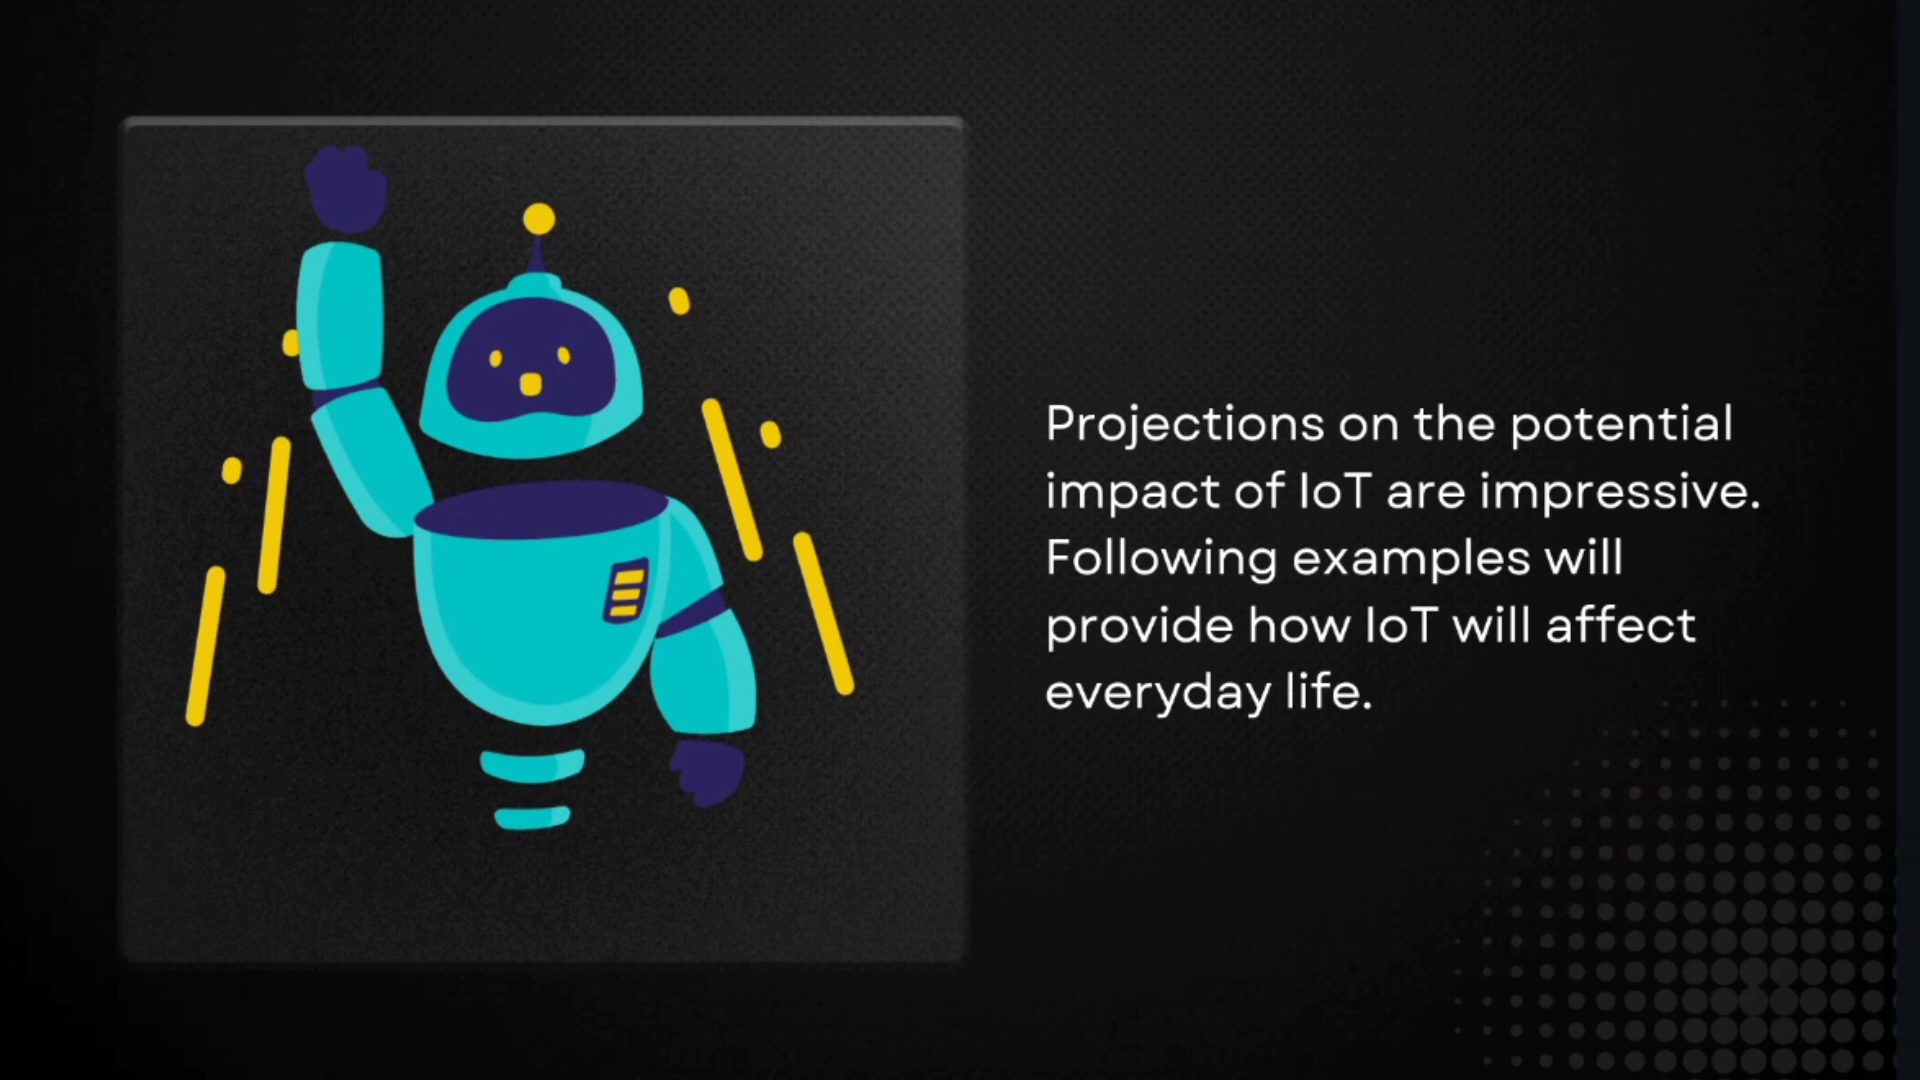 Projections on the potential
impact of IoT are impressive.
Following examples will
provide how IoT will affect
everyday life.